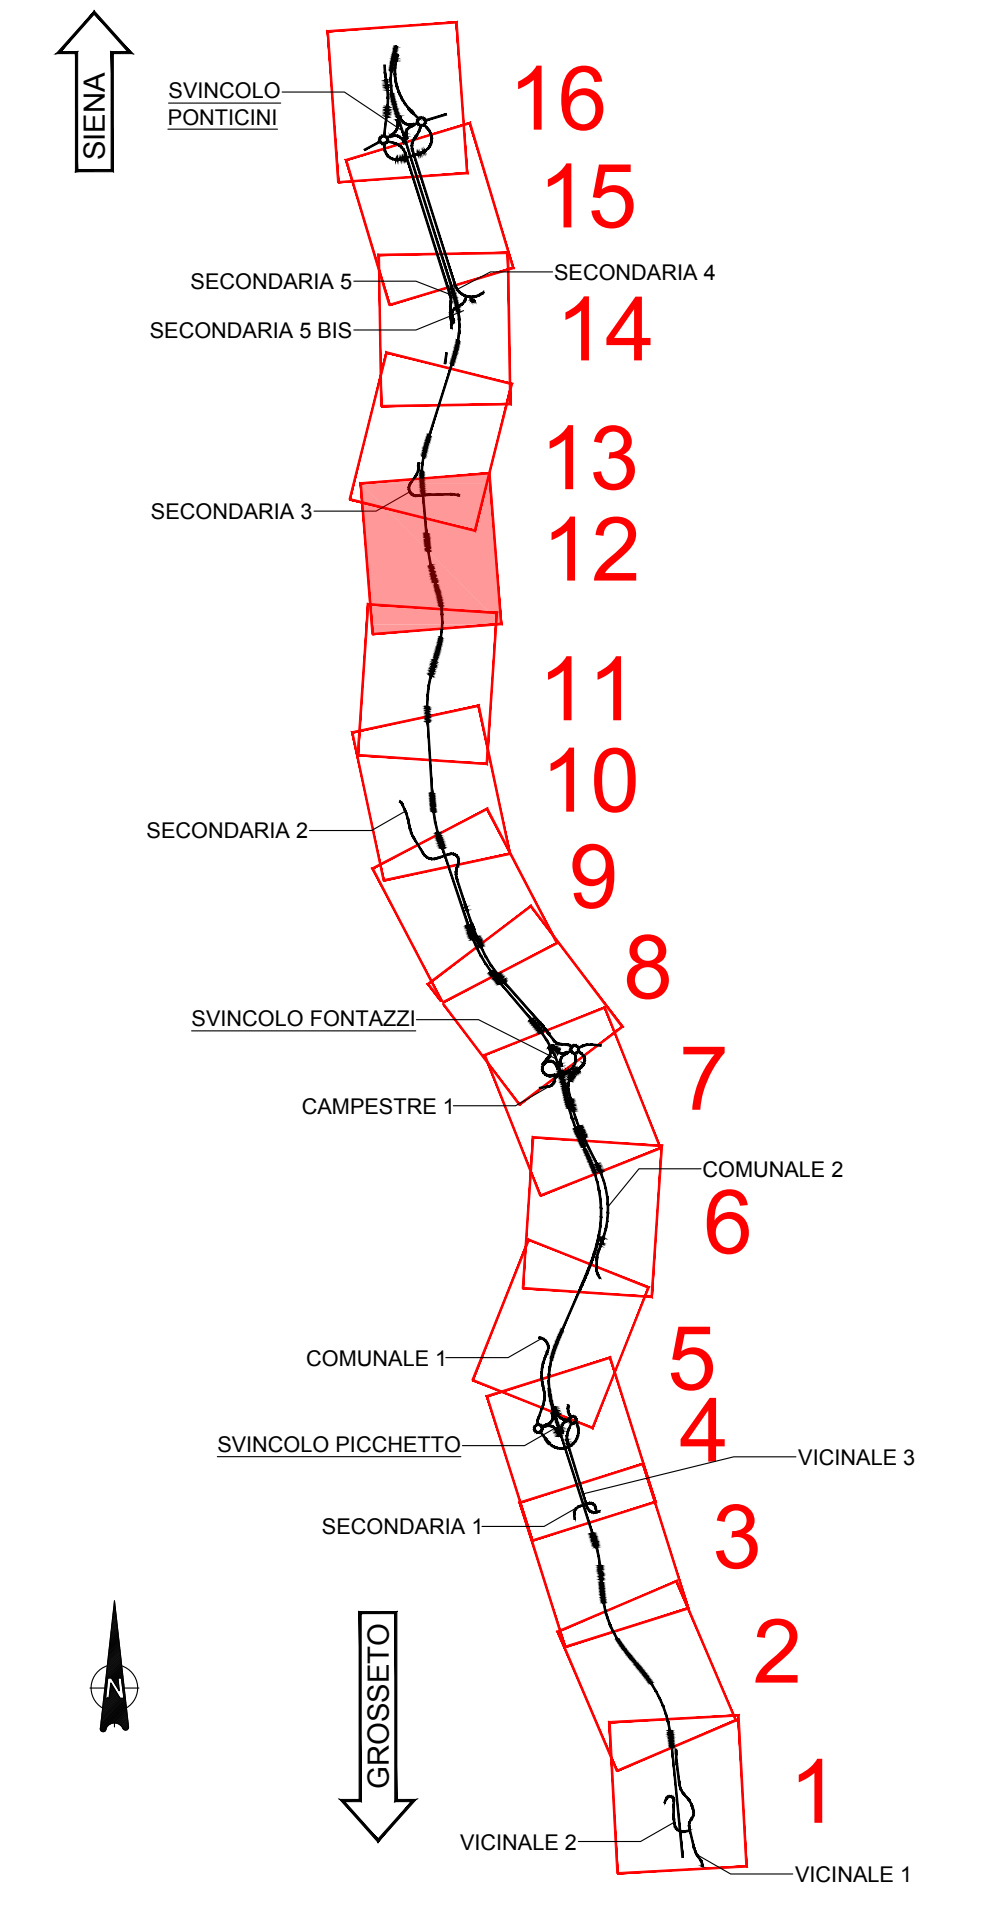 SIENA
SVINCOLO
PONTICINI
16
15
SECONDARIA 5
SECONDARIA 4
SECONDARIA 5 BIS
14
13
SECONDARIA 3
12
11
10
SECONDARIA 2
9
8
SVINCOLO FONTAZZI
7
CAMPESTRE 1
COMUNALE 2
6
COMUNALE 1
5
4
SVINCOLO PICCHETTO
VICINALE 3
SECONDARIA 1
3
2
N
GROSSETO
1
VICINALE 2
VICINALE 1